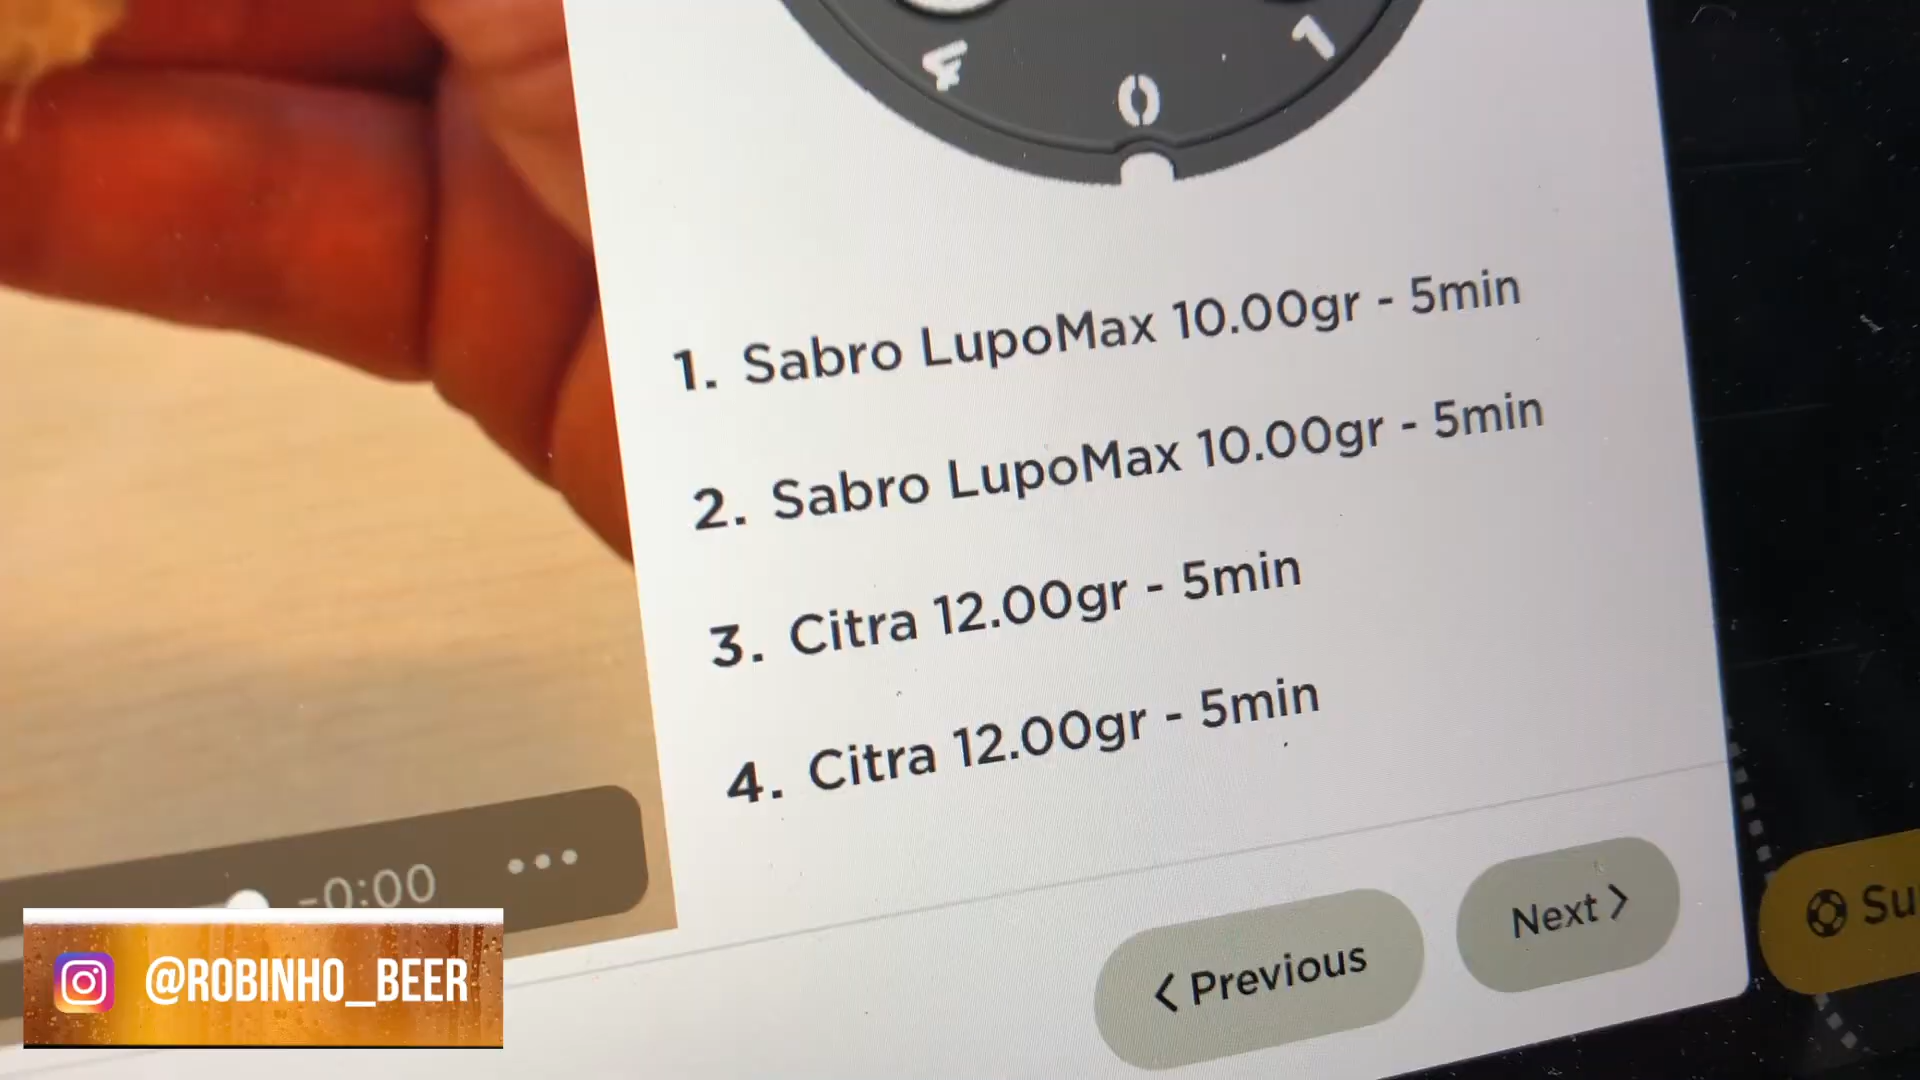 4 0 1
1. Sabro LupoMax 10.00gr - 5min
2. Sabro LupoMax 10.00gr - 5min
3. Citra 12.00gr - 5min
4. Citra 12.00gr - 5min
-0:00
< Previous
Next >
Su
@ROBINHO_BEER